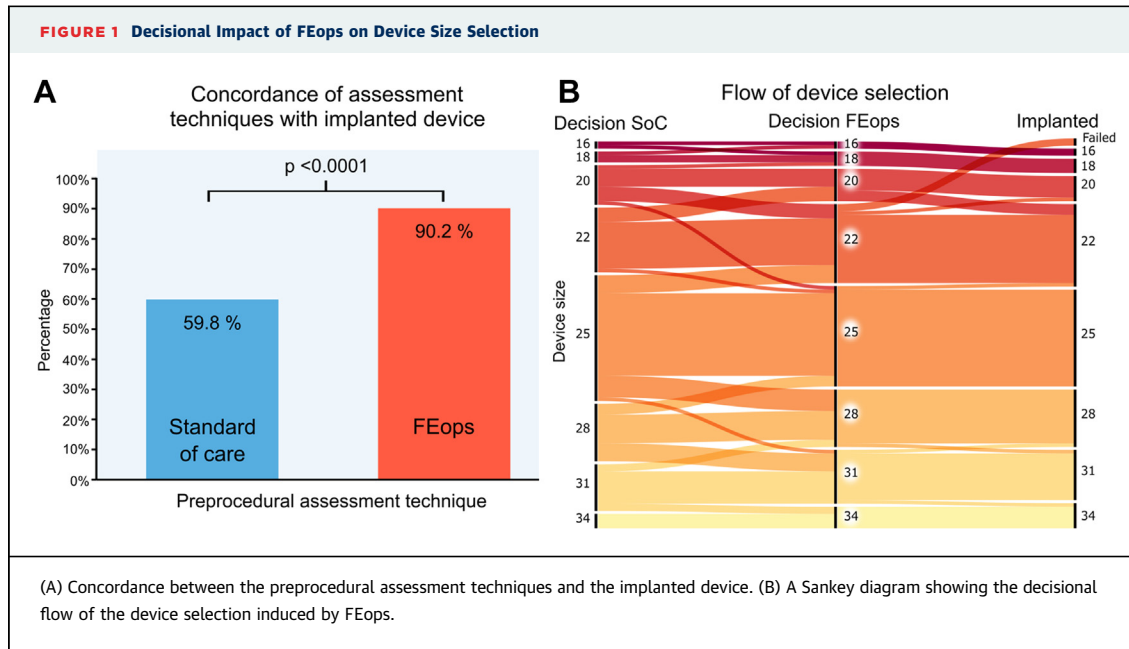 FIGURE 1 Decisional Impact of FEops on Device Size Selection
A
Concordance of assessment
techniques with implanted device
p <0.0001
100%
90%
80%
70%
60%
50%
40%
30%
20%
10%
0%
Percentage
59.8 %
90.2 %
Standard
of care
FEops
Preprocedural assessment technique
B
Flow of device selection
Decision SoC
Decision FEops
Implanted
Device size
16
18
20
22
25
28
31
34
16
18
20
22
25
28
31
34
Failed
16
18
20
22
25
28
31
34
(A) Concordance between the preprocedural assessment techniques and the implanted device. (B) A Sankey diagram showing the decisional
flow of the device selection induced by FEops.